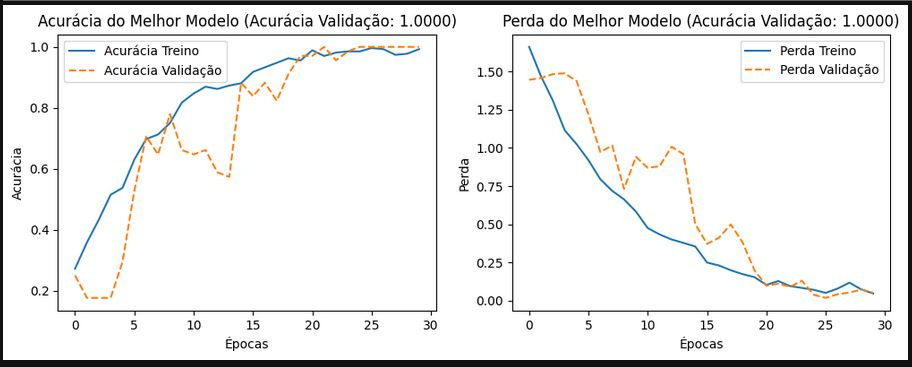 Acurácia do Melhor Modelo (Acurácia Validação: 1.0000)
Acurácia Treino
Acurácia Validação
1.0
0.8
0.6
0.4
0.2
Acurácia
0
5
10
15
20
25
30
Épocas
Perda do Melhor Modelo (Acurácia Validação: 1.0000)
Perda Treino
Perda Validação
1.50
1.25
1.00
0.75
0.50
0.25
0.00
Perda
0
5
10
15
20
25
30
Épocas